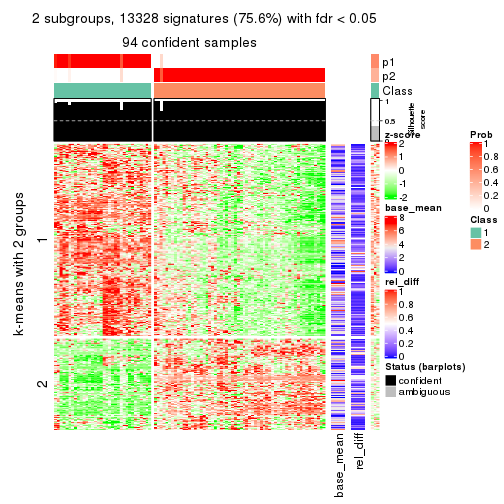 2 subgroups, 13328 signatures (75.6%) with fdr < 0.05
94 confident samples
p1
p2
Class
1
0.5
0
Silhouette
score
k-means with 2 groups
1
2
base_mean
rel_diff
z-score
2
1
0
-1
-2
base_mean
8
6
4
2
0
rel_diff
1
0.8
0.6
0.4
0.2
0
Status (barplots)
confident
ambiguous
Prob
1
0.8
0.6
0.4
0.2
0
Class
1
2